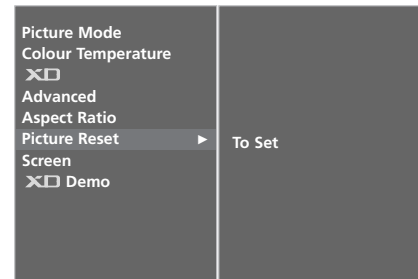 Picture Mode
Colour Temperature
XD
Advanced
Aspect Ratio
Picture Reset ►
To Set
Screen
XD Demo